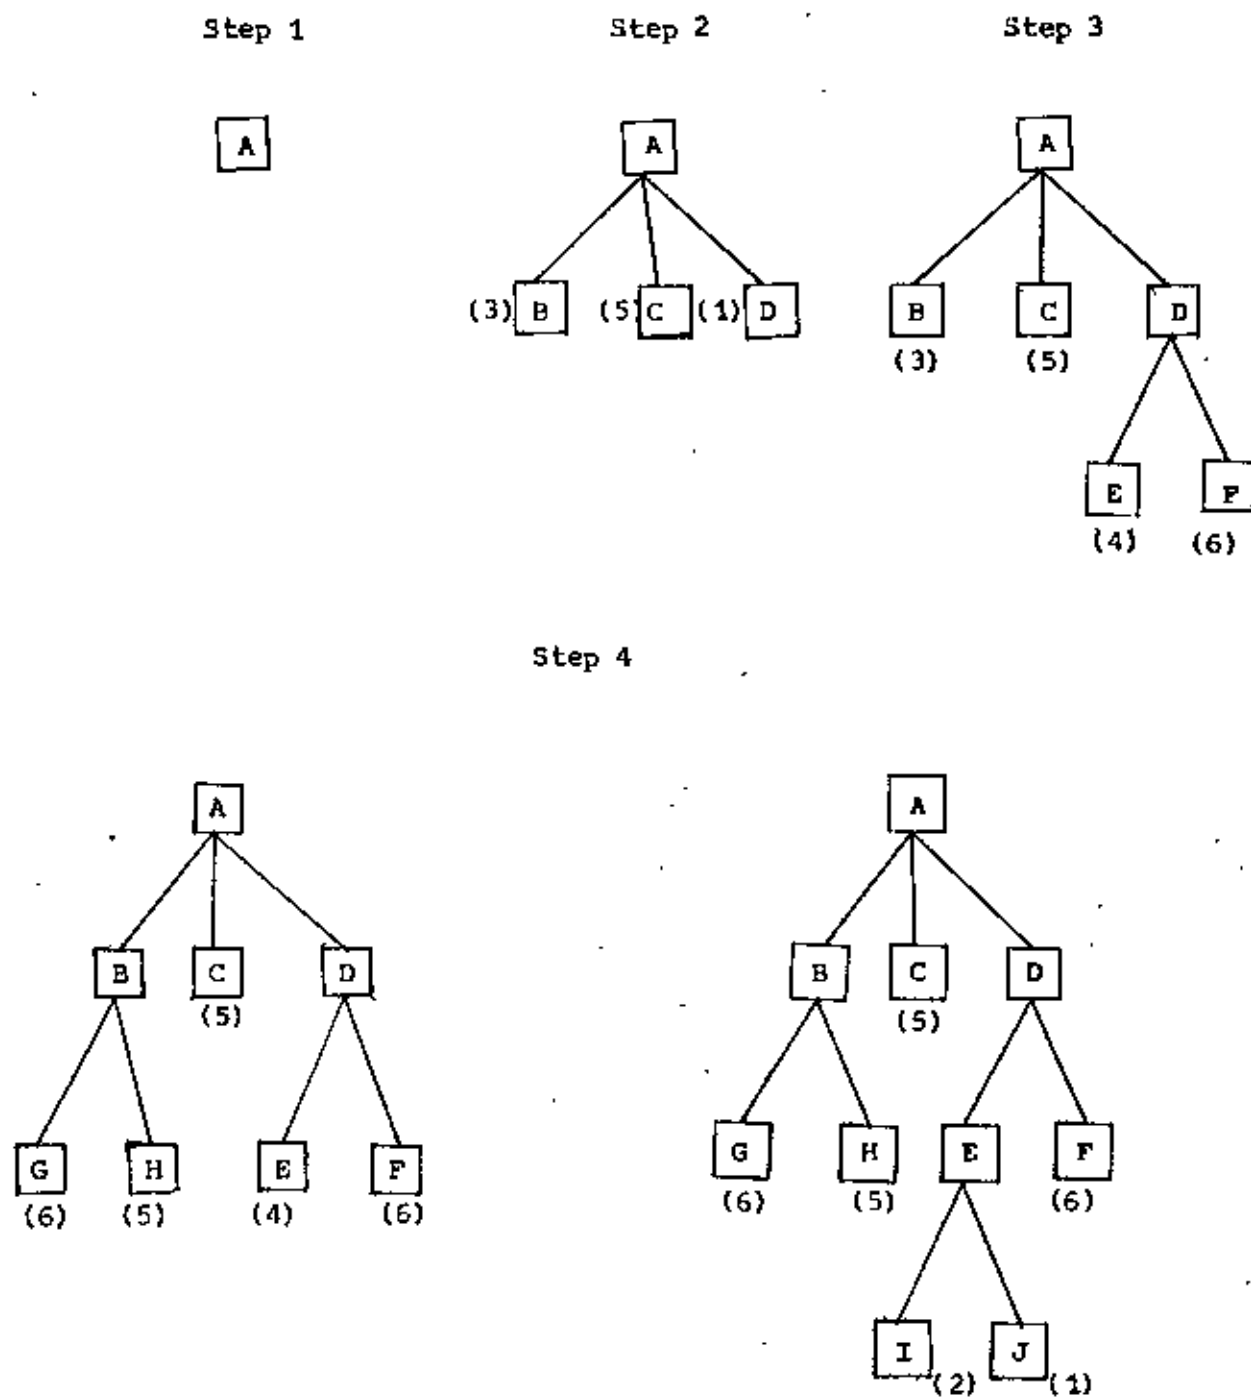 Step 1 Step 2 Step 3
A A A
(3) B (5) C (1) D B C D
(3) (5)
E F
(4) (6)
Step 4
A A
B C D B C D
(5) (5)
G H E F G H E F
(6) (5) (4) (6) (6) (5) (6)
I J
(2) (1)